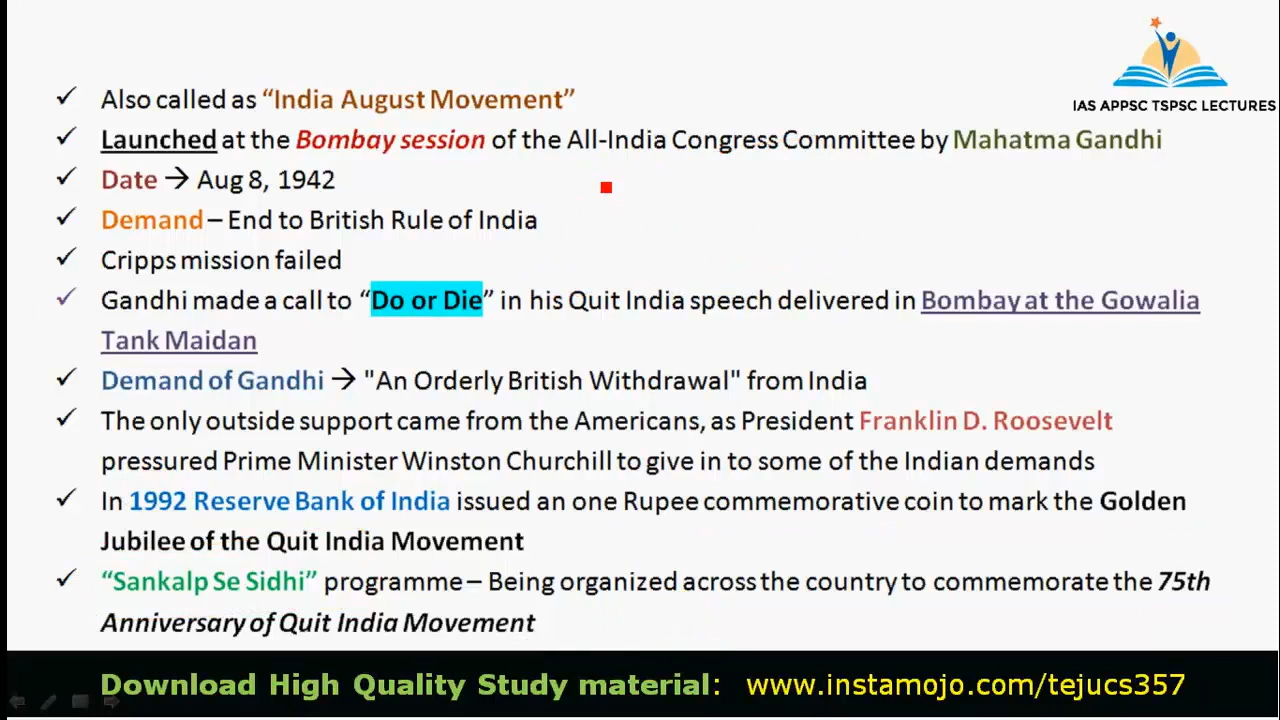 IAS APPSC TSPSC LECTURES
✓ Also called as “India August Movement”
✓ Launched at the Bombay session of the All-India Congress Committee by Mahatma Gandhi
✓ Date → Aug 8, 1942
✓ Demand – End to British Rule of India
✓ Cripps mission failed
✓ Gandhi made a call to “Do or Die” in his Quit India speech delivered in Bombay at the Gowalia
Tank Maidan
✓ Demand of Gandhi → "An Orderly British Withdrawal" from India
✓ The only outside support came from the Americans, as President Franklin D. Roosevelt
pressured Prime Minister Winston Churchill to give in to some of the Indian demands
✓ In 1992 Reserve Bank of India issued an one Rupee commemorative coin to mark the Golden
Jubilee of the Quit India Movement
✓ “Sankalp Se Sidhi” programme – Being organized across the country to commemorate the 75th
Anniversary of Quit India Movement
Download High Quality Study material: www.instamojo.com/tejucs357